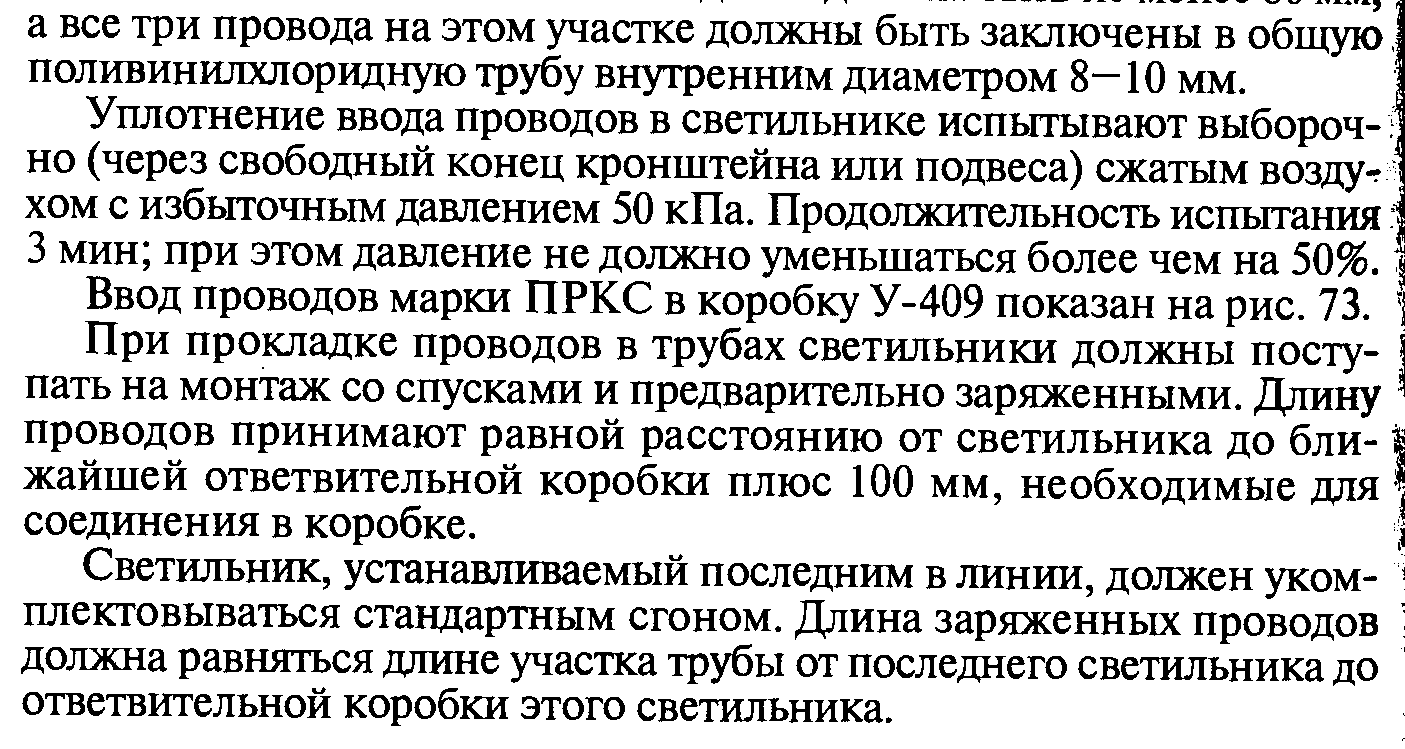 а все три провода на этом участке должны быть заключены в общую
поливинилхлоридную трубу внутренним диаметром 8—10 мм.
Уплотнение ввода проводов в светильнике испытывают выбороч-
но (через свободный конец кронштейна или подвеса) сжатым возду-
хом с избыточным давлением 50 кПа. Продолжительность испытания
3 мин; при этом давление не должно уменьшаться более чем на 50%.
Ввод проводов марки ПРКС в коробку У-409 показан на рис. 73.
При прокладке проводов в трубах светильники должны посту-
пать на монтаж со спусками и предварительно заряженными. Длину
проводов принимают равной расстоянию от светильника до бли-
жайшей ответвительной коробки плюс 100 мм, необходимые для
соединения в коробке.
Светильник, устанавливаемый последним в линии, должен уком-
плектовываться стандартным сгоном. Длина заряженных проводов
должна равняться длине участка трубы от последнего светильника до
ответвительной коробки этого светильника.